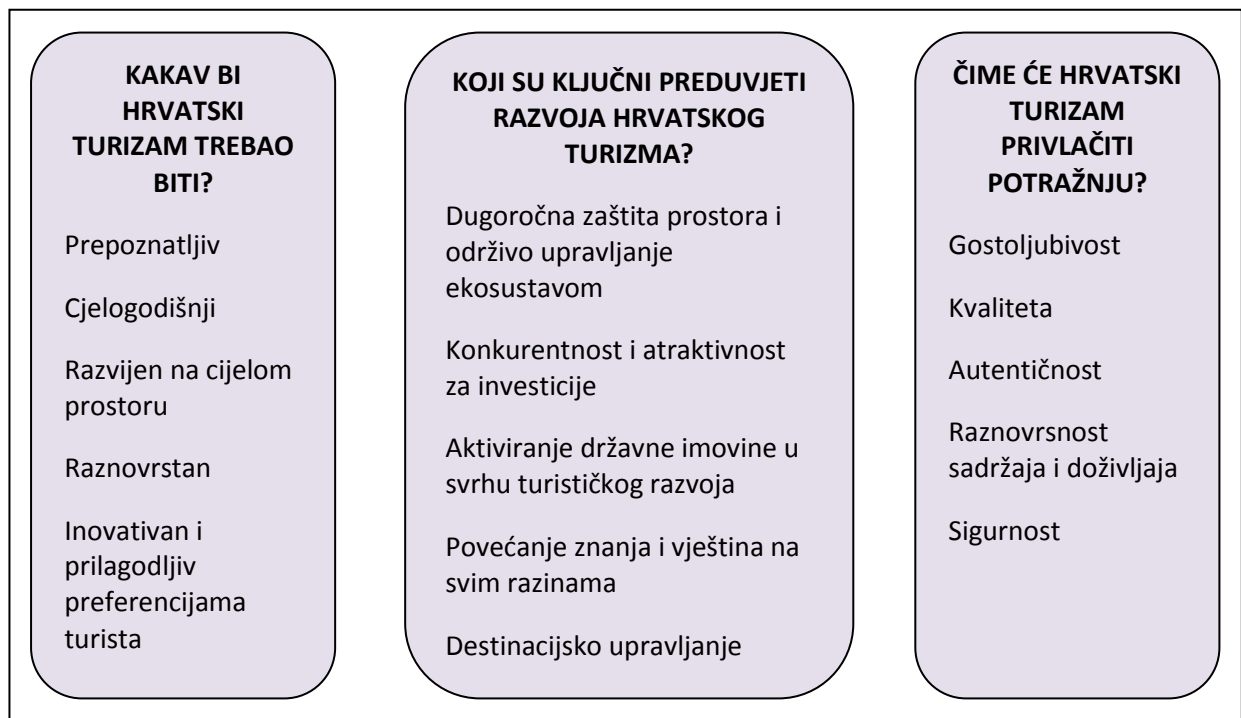 KAKAV BI
HRVATSKI
TURIZAM TREBAO
BITI?
Prepoznatljiv
Cjelogodišnji
Razvijen na cijelom
prostoru
Raznovrstan
Inovativan i
prilagodljiv
preferencijama
turista
KOJI SU KLJUČNI PREDUVJETI
RAZVOJA HRVATSKOG
TURIZMA?
Dugoročna zaštita prostora i
održivo upravljanje
ekosustavom
Konkurentnost i atraktivnost
za investicije
Aktiviranje državne imovine u
svrhu turističkog razvoja
Povećanje znanja i vještina na
svim razinama
Destinacijsko upravljanje
ČIME ĆE HRVATSKI
TURIZAM
PRIVLAČITI
POTRAŽNJU?
Gostoljubivost
Kvaliteta
Autentičnost
Raznovrsnost
sadržaja i doživljaja
Sigurnost